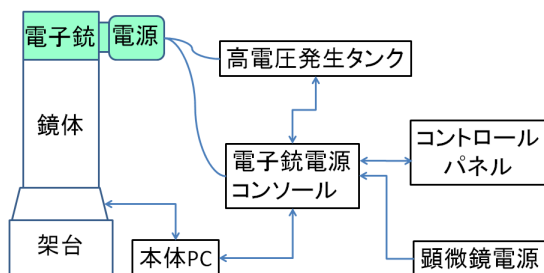 電子銃
電源
高電圧発生タンク
鏡体
電子銃電源
コンソール
コントロール
パネル
架台
本体PC
顕微鏡電源